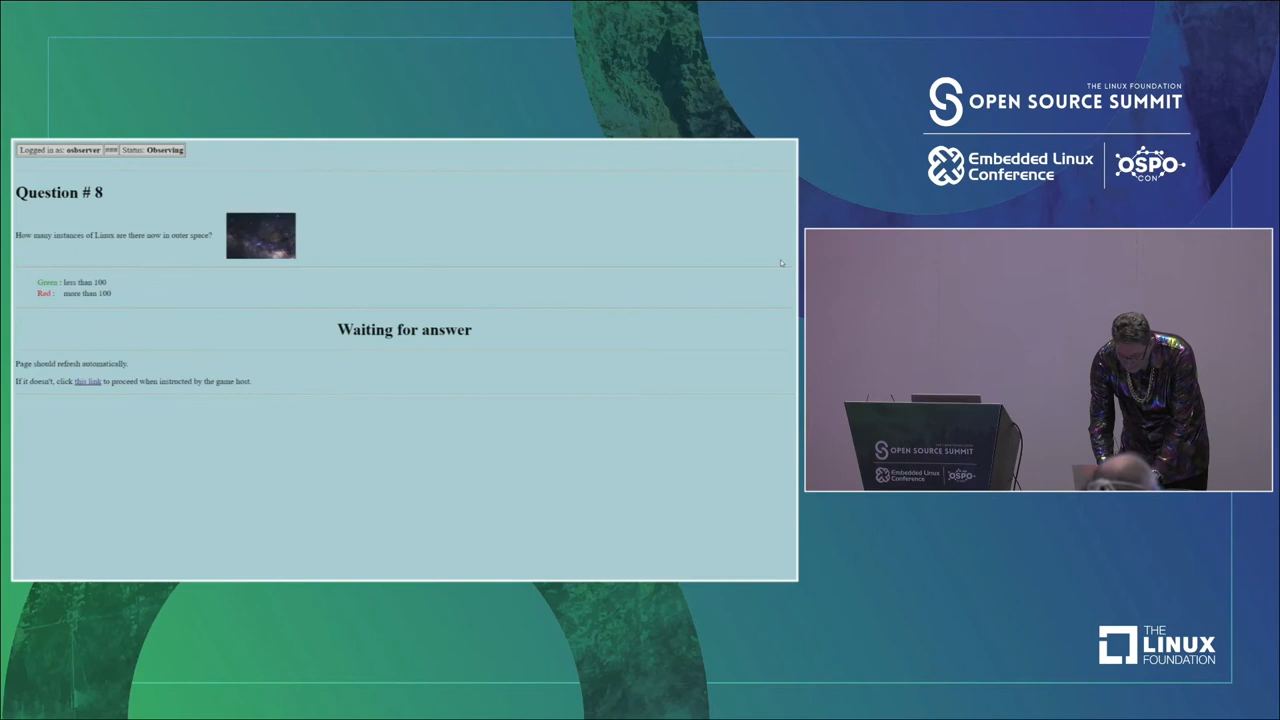 THE LINUX FOUNDATION
OPEN SOURCE SUMMIT
Embedded Linux
Conference
OSPO
CON
Logged in as: osbserver ### Status: Observing
Question # 8
How many instances of Linux are there now in outer space?
Green : less than 100
Red : more than 100
Waiting for answer
Page should refresh automatically.
If it doesn't, click this link to proceed when instructed by the game host.
OPEN SOURCE SUMMIT
Embedded Linux
Conference
OSPO
CON
THE
LINUX
FOUNDATION